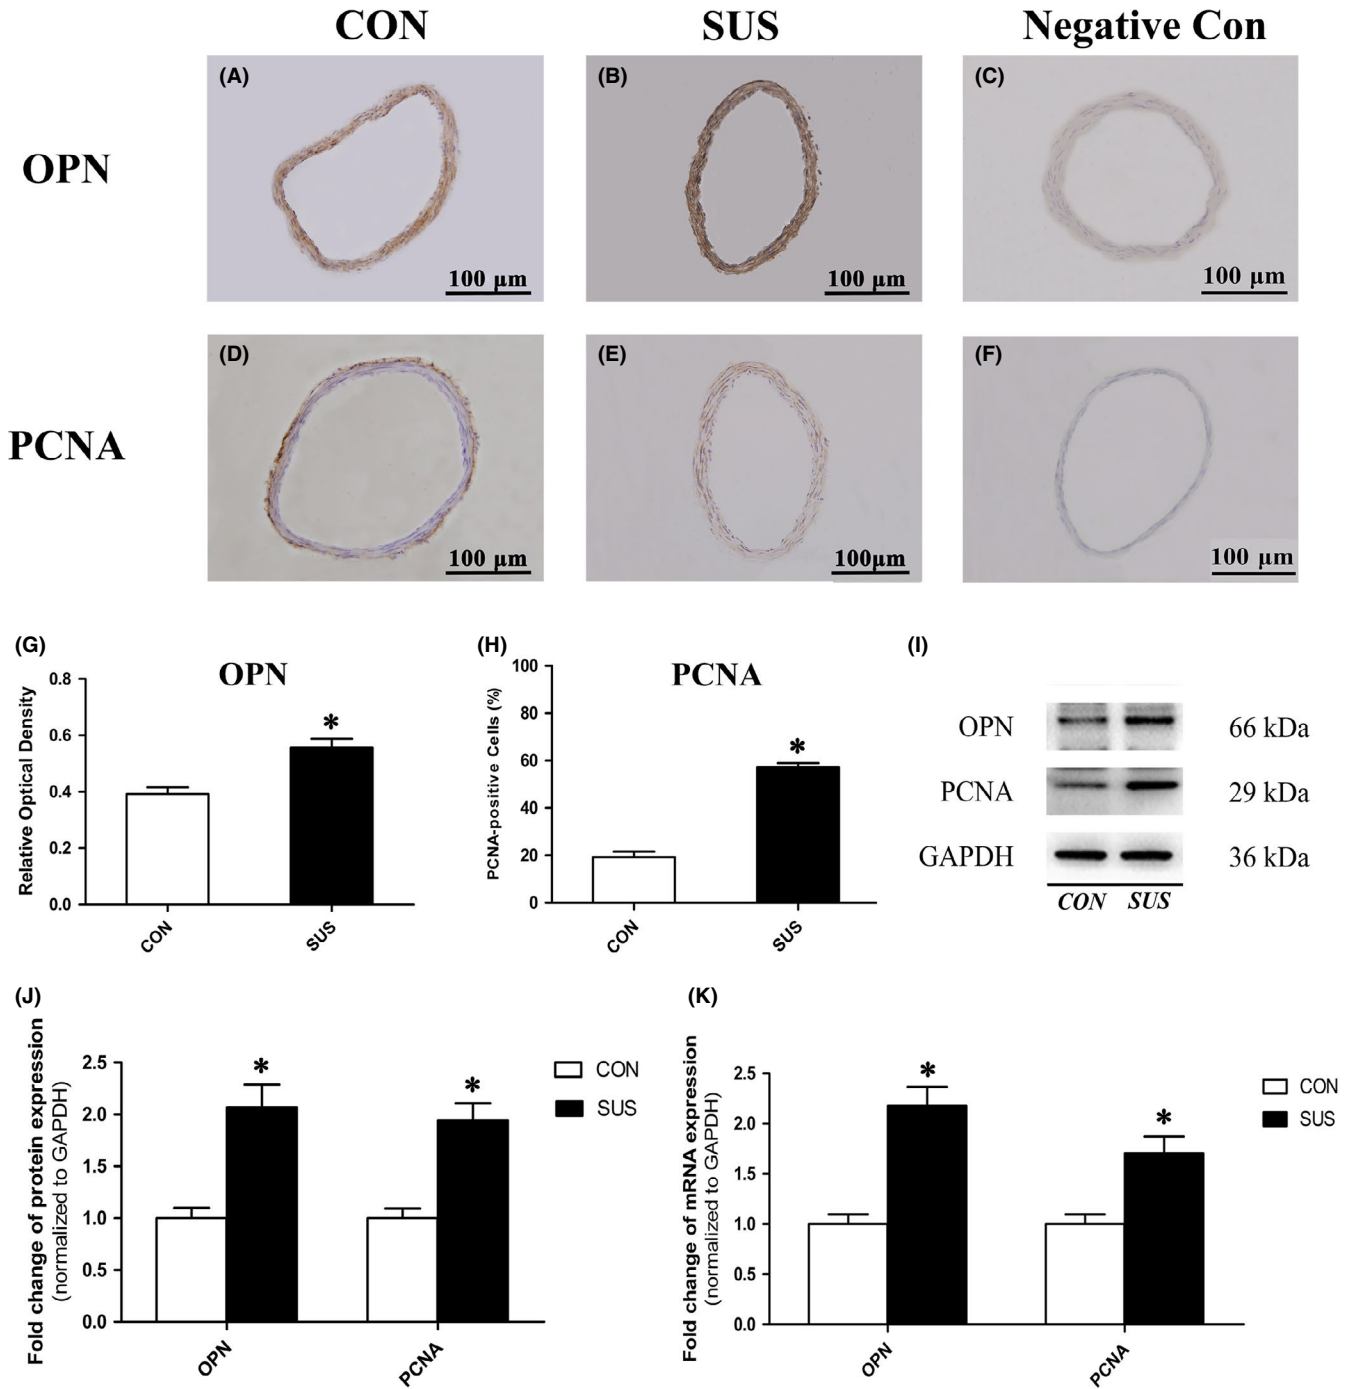 CON SUS Negative Con
OPN
(A) (B) (C)
100 μm 100 μm 100 μm
PCNA
(D) (E) (F)
100 μm 100μm 100 μm
(G)
OPN
Relative Optical Density
0.8
0.6
0.4
0.2
0.0
*
CON SUS
(H)
PCNA
PCNA-positive Cells (%)
100
80
60
40
20
0
*
CON SUS
(I)
OPN 66 kDa
PCNA 29 kDa
GAPDH 36 kDa
CON SUS
(J)
Fold change of protein expression
(normalized to GAPDH)
2.5
2.0
1.5
1.0
0.5
0.0
* *
OPN PCNA
CON
SUS
(K)
Fold change of mRNA expression
(normalized to GAPDH)
2.5
2.0
1.5
1.0
0.5
0.0
* *
OPN PCNA
CON
SUS